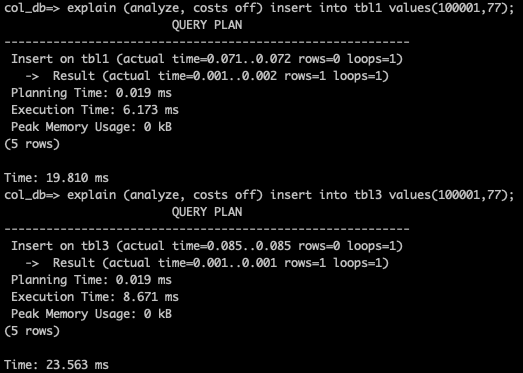 col_db=> explain (analyze, costs off) insert into tbl1 values(100001,77);
QUERY PLAN
----------------------------------------------------------
Insert on tbl1 (actual time=0.071..0.072 rows=0 loops=1)
->  Result (actual time=0.001..0.002 rows=1 loops=1)
Planning Time: 0.019 ms
Execution Time: 6.173 ms
Peak Memory Usage: 0 kB
(5 rows)
Time: 19.810 ms
col_db=> explain (analyze, costs off) insert into tbl3 values(100001,77);
QUERY PLAN
----------------------------------------------------------
Insert on tbl3 (actual time=0.085..0.085 rows=0 loops=1)
->  Result (actual time=0.001..0.001 rows=1 loops=1)
Planning Time: 0.019 ms
Execution Time: 8.671 ms
Peak Memory Usage: 0 kB
(5 rows)
Time: 23.563 ms